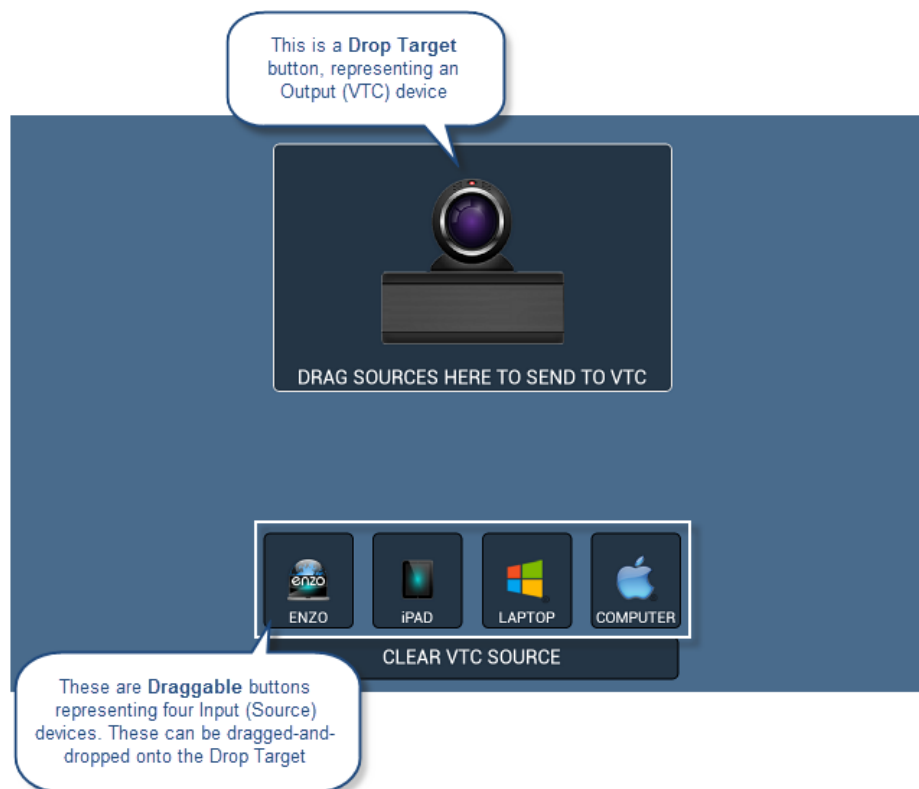 This is a Drop Target
button, representing an
Output (VTC) device
DRAG SOURCES HERE TO SEND TO VTC
enzo
ENZO
iPAD
LAPTOP
COMPUTER
CLEAR VTC SOURCE
These are Draggable buttons
representing four Input (Source)
devices. These can be dragged-and-
dropped onto the Drop Target